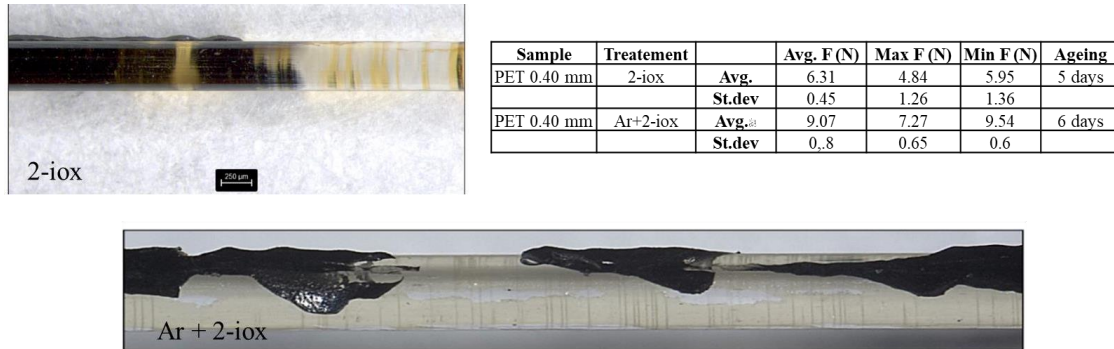 2-iox
250 µm
Sample Treatement Avg. F (N) Max F (N) Min F (N) Ageing
PET 0.40 mm 2-iox Avg. 6.31 4.84 5.95 5 days
St.dev 0.45 1.26 1.36
PET 0.40 mm Ar+2-iox Avg. 9.07 7.27 9.54 6 days
St.dev 0,.8 0.65 0.6
Ar + 2-iox